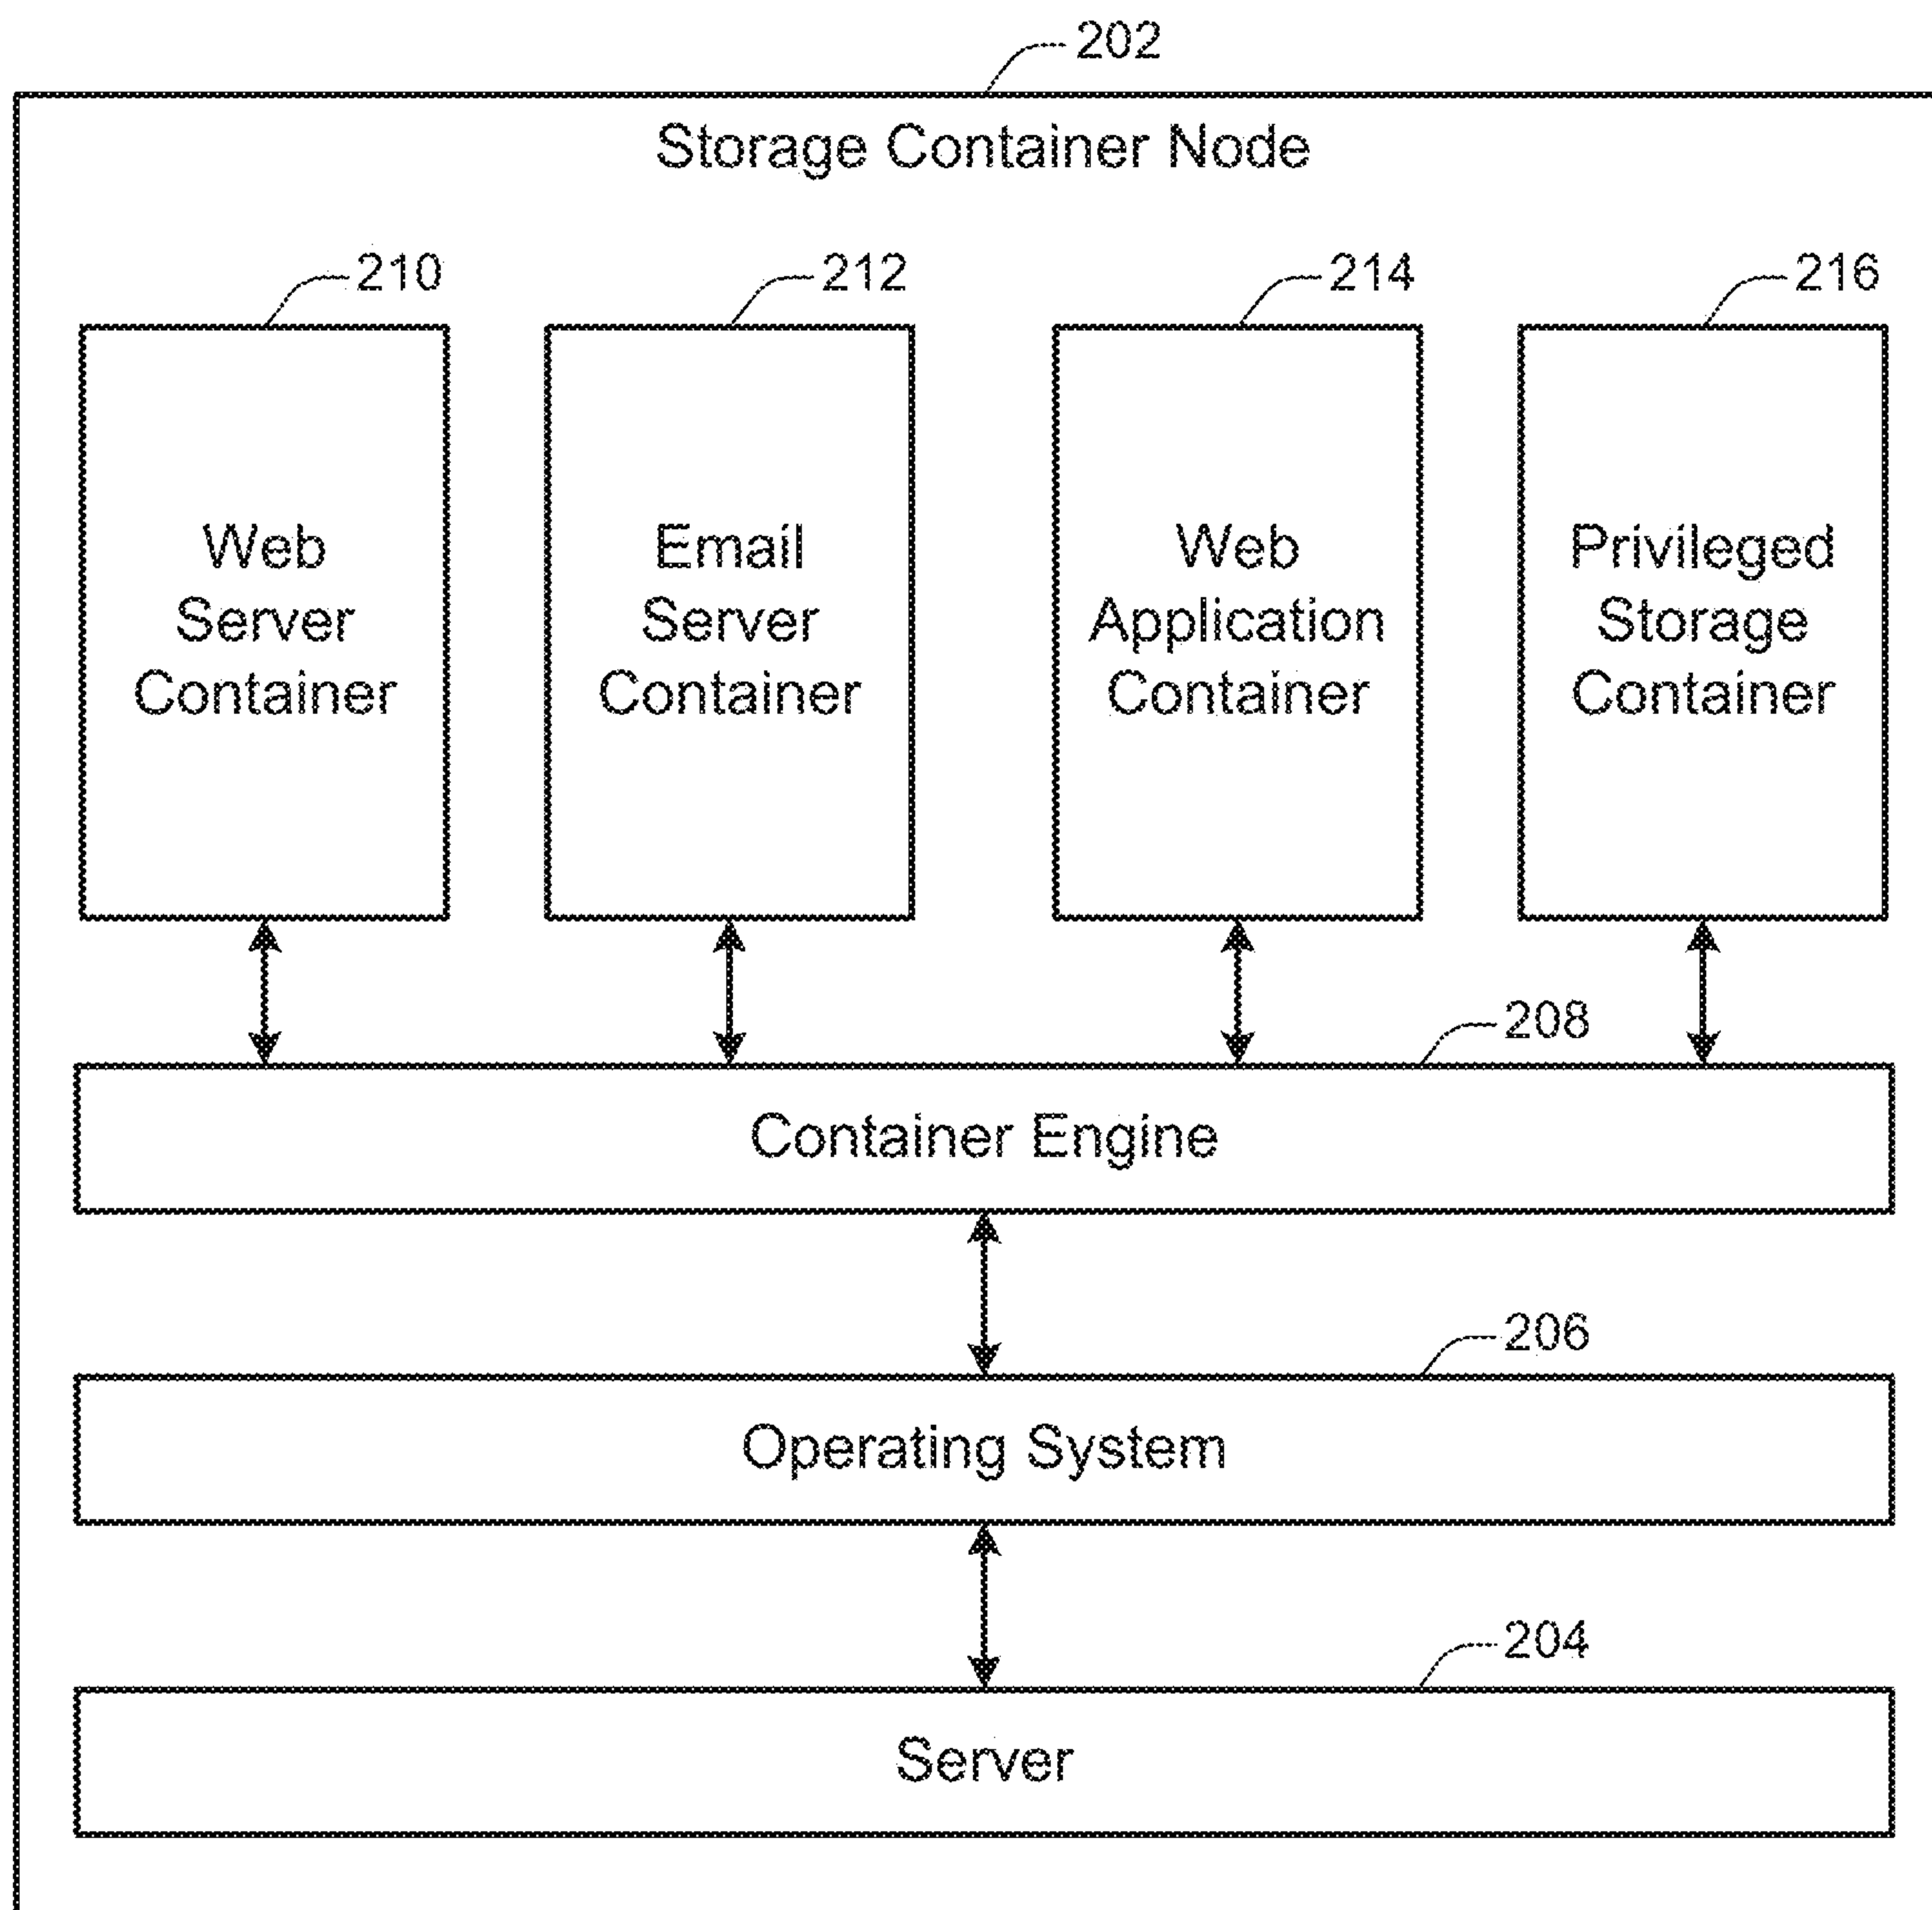 202
Storage Container Node
210
212
214
216
Web
Server
Container
Email
Server
Container
Web
Application
Container
Privileged
Storage
Container
208
Container Engine
206
Operating System
204
Server